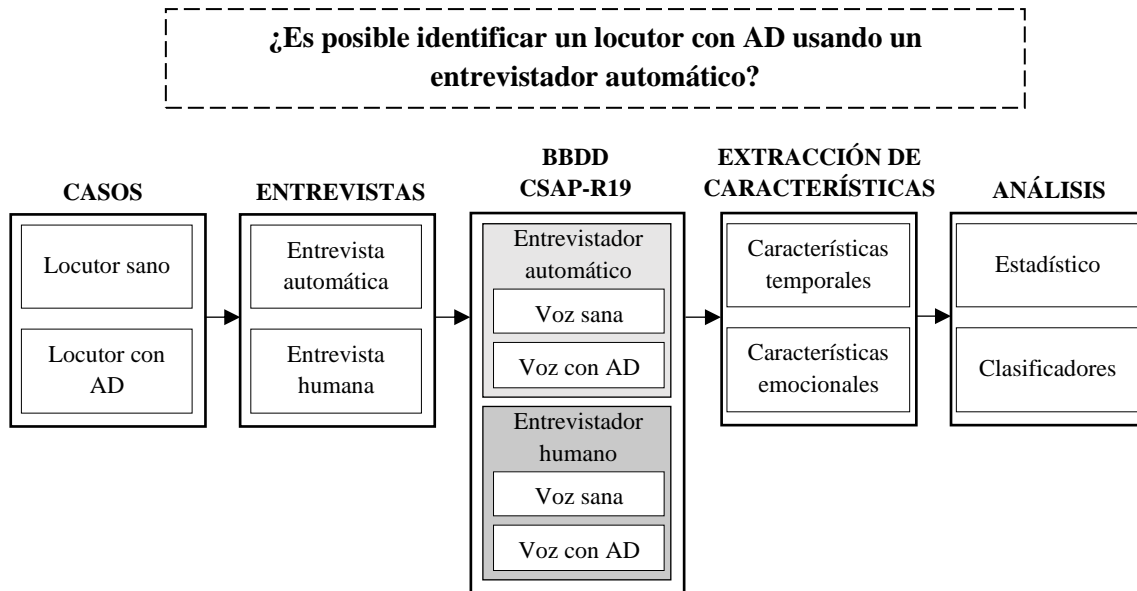 ¿Es posible identificar un locutor con AD usando un
entrevistador automático?
CASOS
Locutor sano
Locutor con
AD
ENTREVISTAS
Entrevista
automática
Entrevista
humana
BBDD
CSAP-R19
Entrevistador
automático
Voz sana
Voz con AD
Entrevistador
humano
Voz sana
Voz con AD
EXTRACCIÓN DE
CARACTERÍSTICAS
Características
temporales
Características
emocionales
ANÁLISIS
Estadístico
Clasificadores